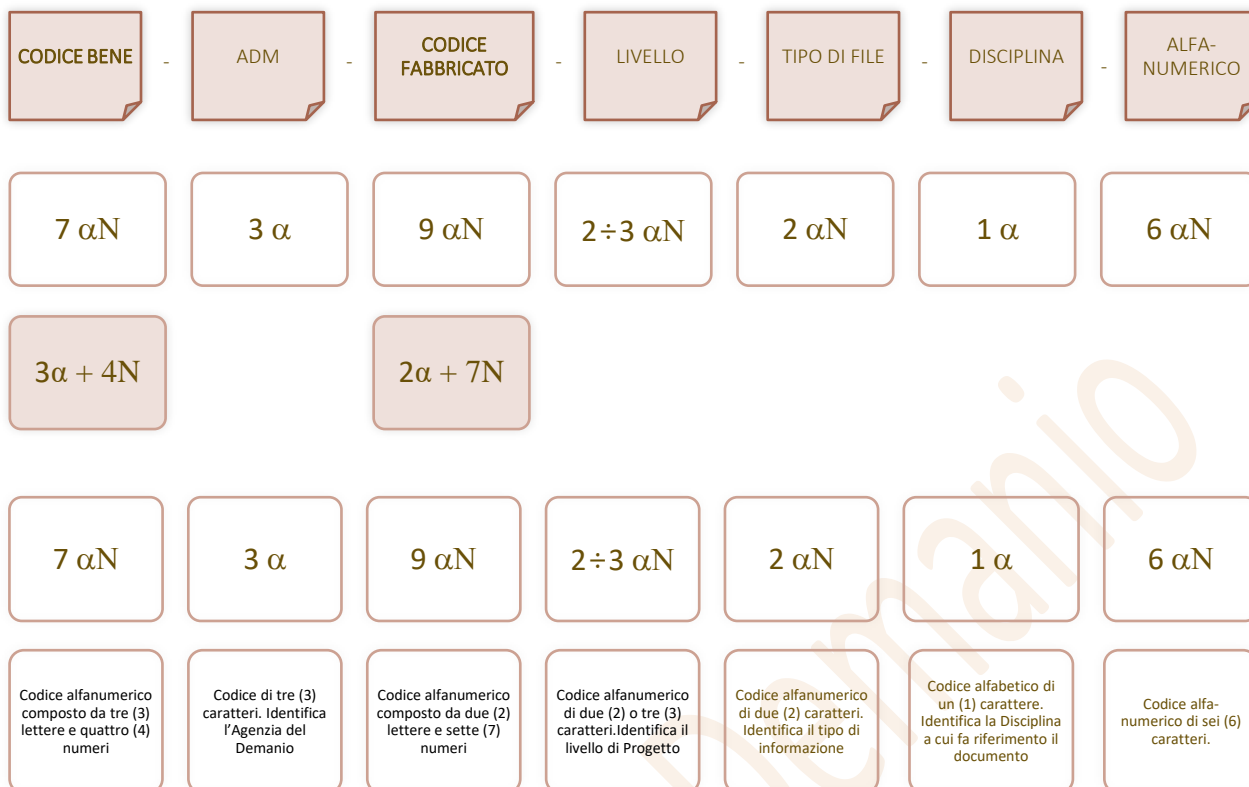 CODICE BENE - ADM - CODICE FABBRICATO - LIVELLO - TIPO DI FILE - DISCIPLINA - ALFA-NUMERICO
7 αN
3 α
9 αN
2÷3 αN
2 αN
1 α
6 αN
3α + 4N
2α + 7N
7 αN
3 α
9 αN
2÷3 αN
2 αN
1 α
6 αN
Codice alfanumerico
composto da tre (3)
lettere e quattro (4)
numeri
Codice di tre (3)
caratteri. Identifica
l’Agenzia del
Demanio
Codice alfanumerico
composto da due (2)
lettere e sette (7)
numeri
Codice alfanumerico
di due (2) o tre (3)
caratteri.Identifica il
livello di Progetto
Codice alfanumerico
di due (2) caratteri.
Identifica il tipo di
informazione
Codice alfabetico di
un (1) carattere.
Identifica la Disciplina
a cui fa riferimento il
documento
Codice alfa-
numerico di sei (6)
caratteri.
Demanio